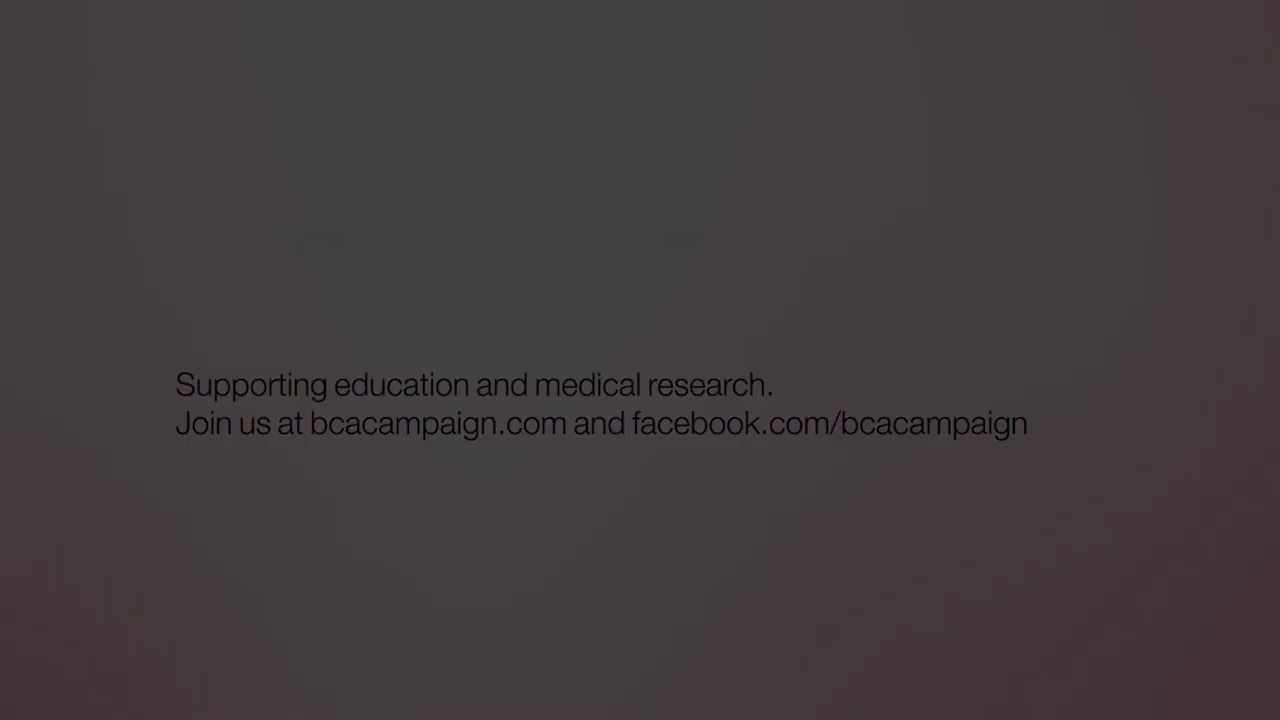 Supporting education and medical research.
Join us at bcacampaign.com and facebook.com/bcacampaign